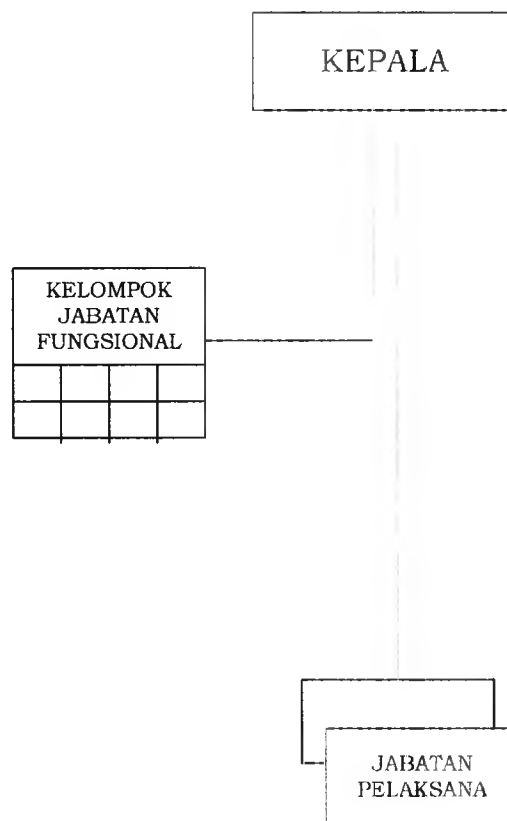 KEPALA
KELOMPOK
JABATAN
FUNGSIONAL
JABATAN
PELAKSANA